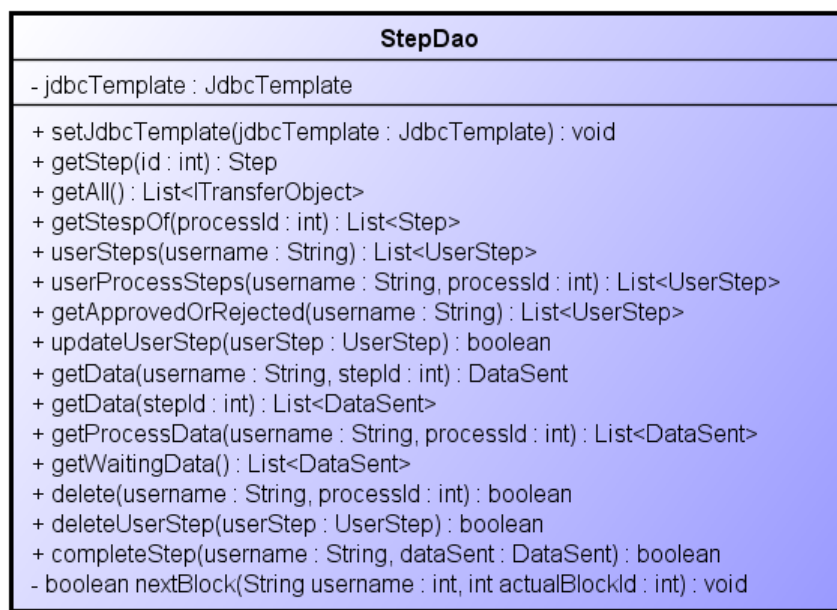 StepDao
- jdbcTemplate : JdbcTemplate
+ setJdbcTemplate(jdbcTemplate : JdbcTemplate) : void
+ getStep(id : int) : Step
+ getAll() : List<ITransferObject>
+ getStespOf(processId : int) : List<Step>
+ userSteps(username : String) : List<UserStep>
+ userProcessSteps(username : String, processId : int) : List<UserStep>
+ getApprovedOrRejected(username : String) : List<UserStep>
+ updateUserStep(userStep : UserStep) : boolean
+ getData(username : String, stepId : int) : DataSent
+ getData(stepId : int) : List<DataSent>
+ getProcessData(username : String, processId : int) : List<DataSent>
+ getWaitingData() : List<DataSent>
+ delete(username : String, processId : int) : boolean
+ deleteUserStep(userStep : UserStep) : boolean
+ completeStep(username : String, dataSent : DataSent) : boolean
- boolean nextBlock(String username : int, int actualBlockId : int) : void